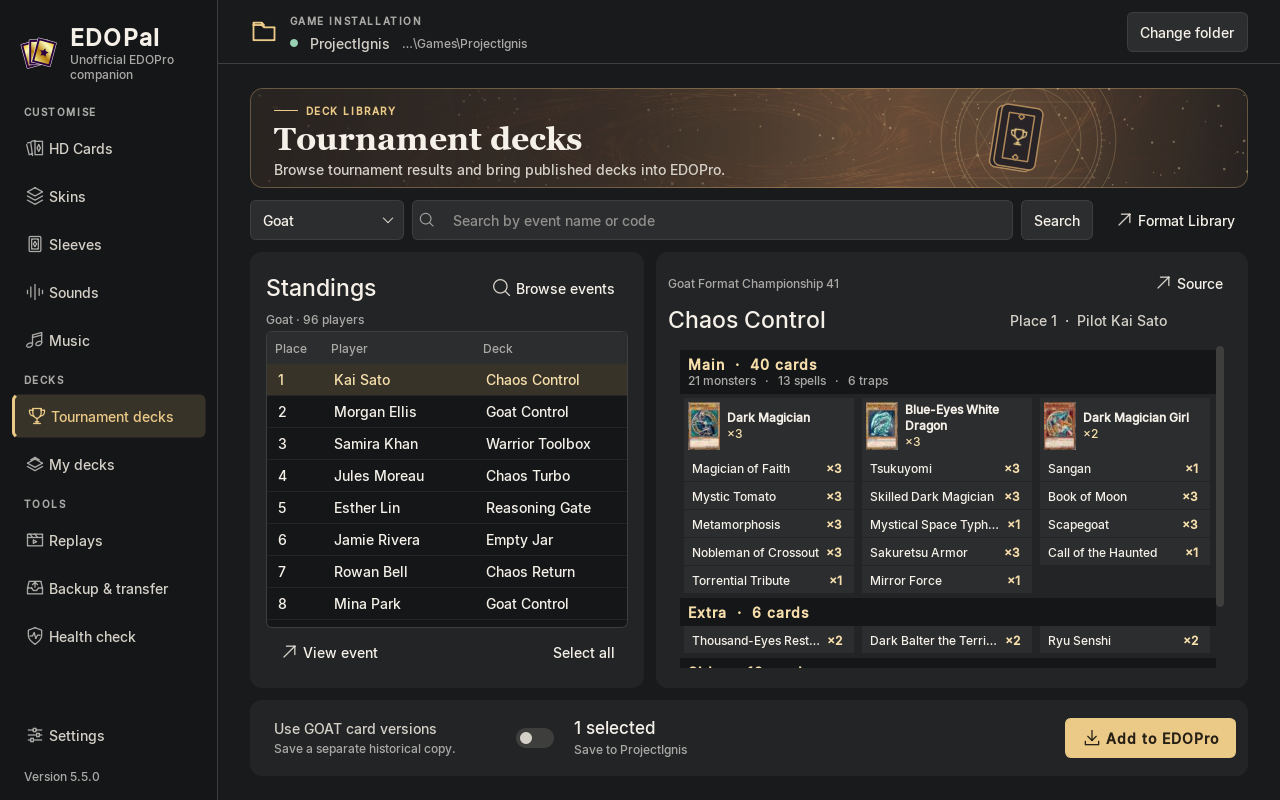 EDOPal
Unofficial EDOPro
companion
CUSTOMISE
HD Cards
Skins
Sleeves
Sounds
Music
DECKS
Tournament decks
My decks
TOOLS
Replays
Backup & transfer
Health check
Settings
Version 5.5.0
GAME INSTALLATION
ProjectIgnis ...\Games\ProjectIgnis
Change folder
DECK LIBRARY
Tournament decks
Browse tournament results and bring published decks into EDOPro.
Goat
Search by event name or code
Search
Format Library
Standings
Browse events
Goat · 96 players
Place Player Deck
1 Kai Sato Chaos Control
2 Morgan Ellis Goat Control
3 Samira Khan Warrior Toolbox
4 Jules Moreau Chaos Turbo
5 Esther Lin Reasoning Gate
6 Jamie Rivera Empty Jar
7 Rowan Bell Chaos Return
8 Mina Park Goat Control
View event
Select all
Goat Format Championship 41
Source
Chaos Control
Place 1 · Pilot Kai Sato
Main · 40 cards
21 monsters · 13 spells · 6 traps
Dark Magician
×3
Blue-Eyes White
Dragon
×3
Dark Magician Girl
×2
Magician of Faith ×3 Tsukuyomi ×3 Sangan ×1
Mystic Tomato ×3 Skilled Dark Magician ×3 Book of Moon ×3
Metamorphosis ×3 Mystical Space Typh... ×1 Scapegoat ×3
Nobleman of Crossout ×3 Sakuretsu Armor ×3 Call of the Haunted ×1
Torrential Tribute ×1 Mirror Force ×1
Extra · 6 cards
Thousand-Eyes Rest... ×2 Dark Balter the Terri... ×2 Ryu Senshi ×2
Use GOAT card versions
Save a separate historical copy.
1 selected
Save to ProjectIgnis
Add to EDOPro